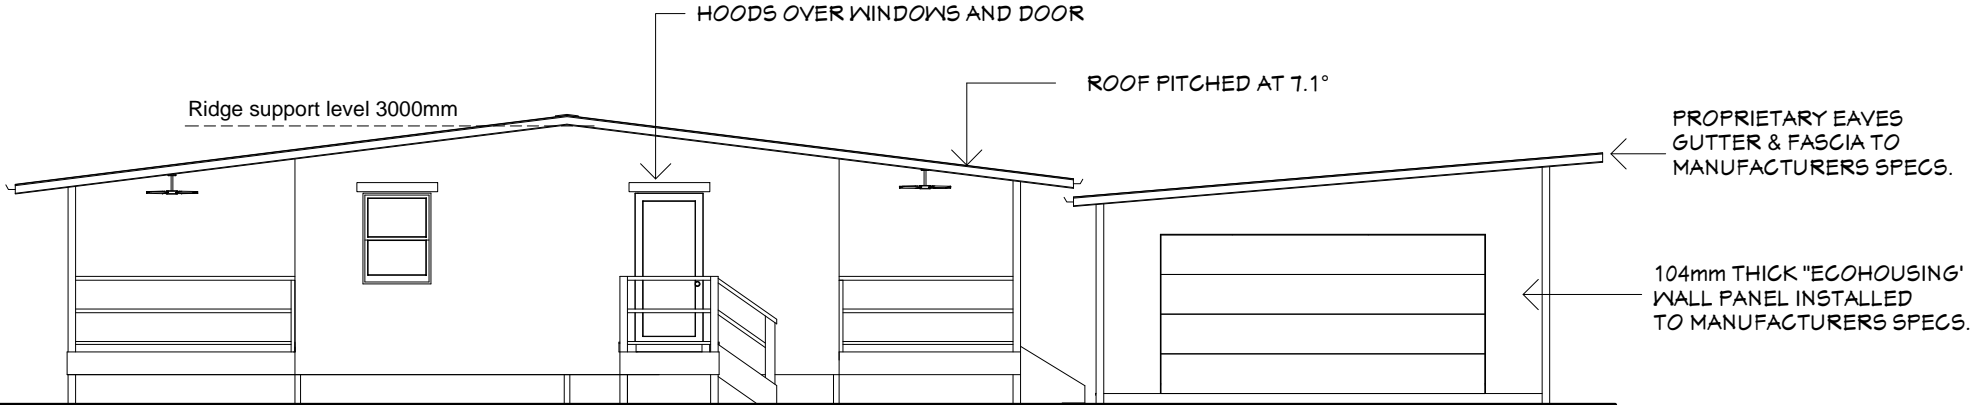 HOODS OVER WINDOWS AND DOOR
ROOF PITCHED AT 7.1°
Ridge support level 3000mm
PROPRIETARY EAVES
GUTTER & FASCIA TO
MANUFACTURERS SPECS.
104mm THICK "ECOHOUSING'
WALL PANEL INSTALLED
TO MANUFACTURERS SPECS.